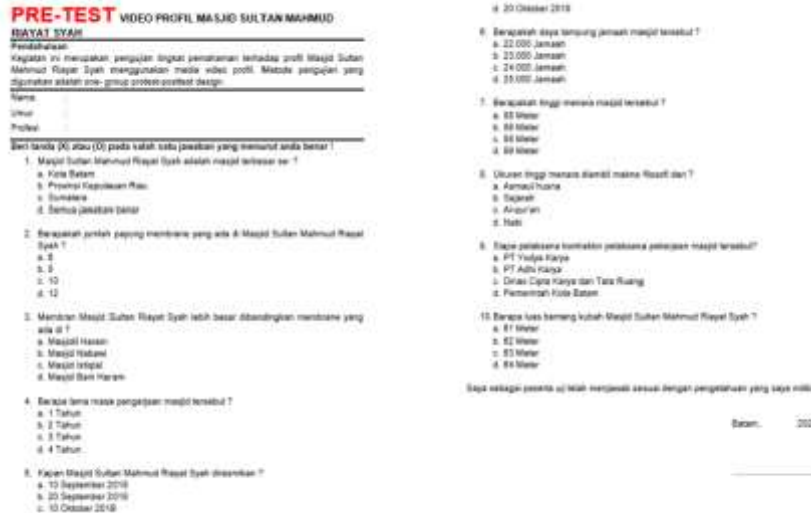 PRE-TEST VIDEO PROFIL MASJID SULTAN MAHMUD
RIAYAT SYAH
Pendahuluan
Kegiatan ini merupakan pengujian tingkat pemahaman terhadap profil Masjid Sultan
Mahmud Riayat Syah menggunakan media video profil. Metode pengujian yang
digunakan adalah one- group pretest-posttest design.
Nama :
Umur :
Profesi :
Beri tanda (X) atau (O) pada salah satu jawaban yang menurut anda benar !
1. Masjid Sultan Mahmud Riayat Syah adalah masjid terbesar se- ?
a. Kota Batam
b. Provinsi Kepulauan Riau
c. Sumatera
d. Semua jawaban benar
2. Berapakah jumlah payung membrane yang ada di Masjid Sultan Mahmud Riayat
Syah ?
a. 8
b. 9
c. 10
d. 12
3. Membran Masjid Sultan Riayat Syah lebih besar dibandingkan membrane yang
ada di ?
a. Masjidil Haram
b. Masjid Nabawi
c. Masjid Istiqlal
d. Masjid Bani Haram
4. Berapa lama masa pengerjaan masjid tersebut ?
a. 1 Tahun
b. 2 Tahun
c. 3 Tahun
d. 4 Tahun
5. Kapan Masjid Sultan Mahmud Riayat Syah diresmikan ?
a. 10 September 2019
b. 20 September 2019
c. 10 Oktober 2019
d. 20 Oktober 2019
6. Berapakah daya tampung jemaah masjid tersebut ?
a. 22.000 Jamaah
b. 23.000 Jamaah
c. 24.000 Jamaah
d. 25.000 Jamaah
7. Berapakah tinggi menara masjid tersebut ?
Meter
Meter
Meter
Meter
8. Ukuran tinggi menara diambil makna filosofi dari ?
a. Asmaul husna
b. Sejarah
c. Al-qur'an
d. Nabi
9. Siapa pelaksana kontraktor pelaksana pekerjaan masjid tersebut?
a. PT Yodya Karya
b. PT Adhi Karya
c. Dinas Cipta Karya dan Tata Ruang
d. Pemerintah Kota Batam
10. Berapa luas bentang kubah Masjid Sultan Mahmud Riayat Syah ?
a. 61 Meter
b. 62 Meter
c. 63 Meter
d. 64 Meter
Saya sebagai peserta uji telah menjawab sesuai dengan pengetahuan yang saya
Batam, 202